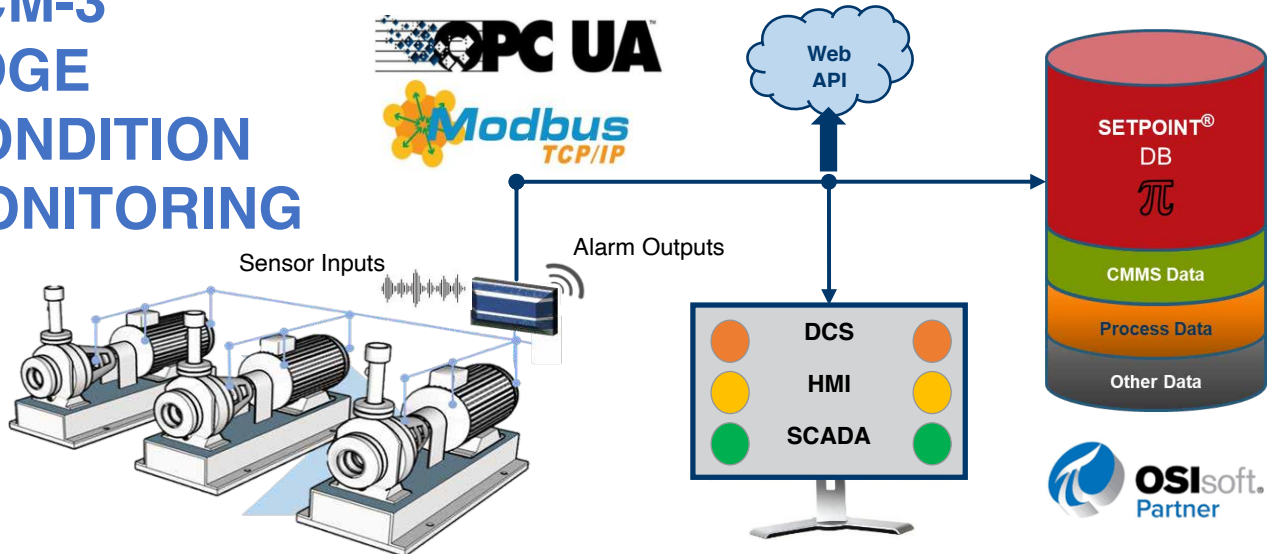 CM-3
DGE
ONDITION
ONITORING
OPC UA™
Modbus
TCP/IP
Web
API
SETPOINT®
DB
π
CMMS Data
Process Data
Other Data
Sensor Inputs
Alarm Outputs
DCS
HMI
SCADA
OSIsoft.
Partner